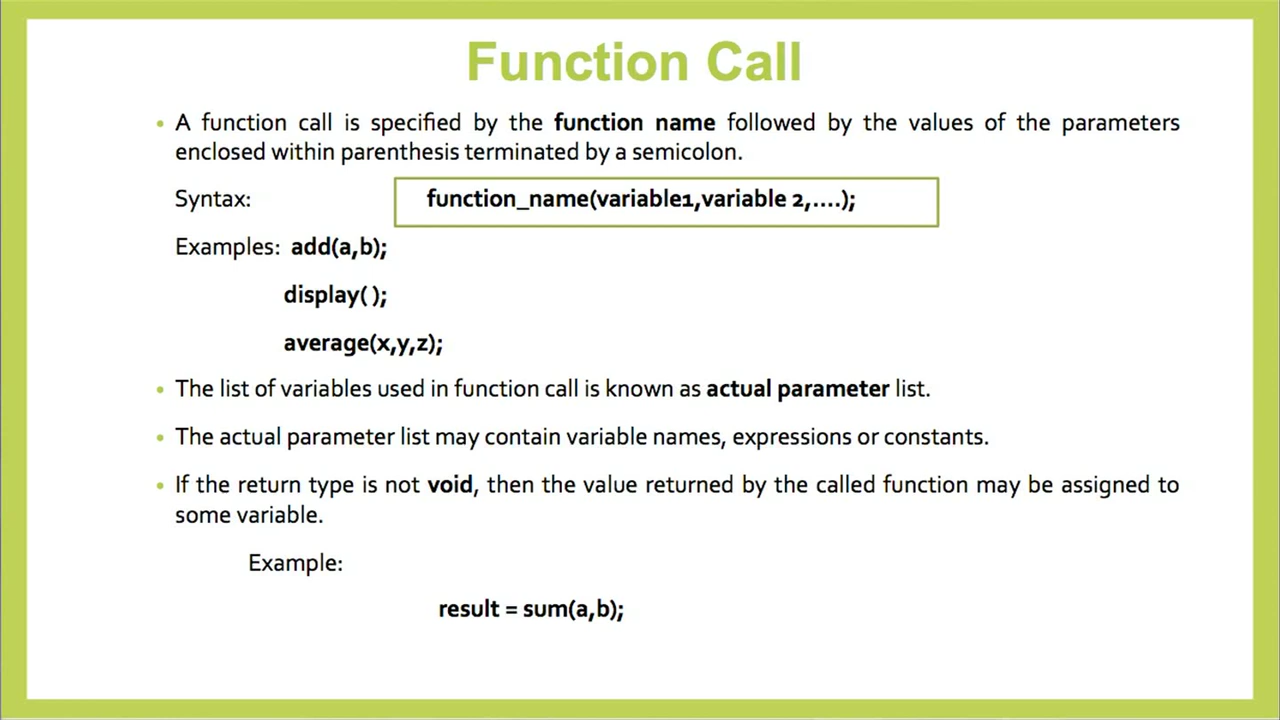 Function Call
• A function call is specified by the function name followed by the values of the parameters
enclosed within parenthesis terminated by a semicolon.
Syntax: function_name(variable1,variable 2,....);
Examples: add(a,b);
display( );
average(x,y,z);
• The list of variables used in function call is known as actual parameter list.
• The actual parameter list may contain variable names, expressions or constants.
• If the return type is not void, then the value returned by the called function may be assigned to
some variable.
Example:
result = sum(a,b);